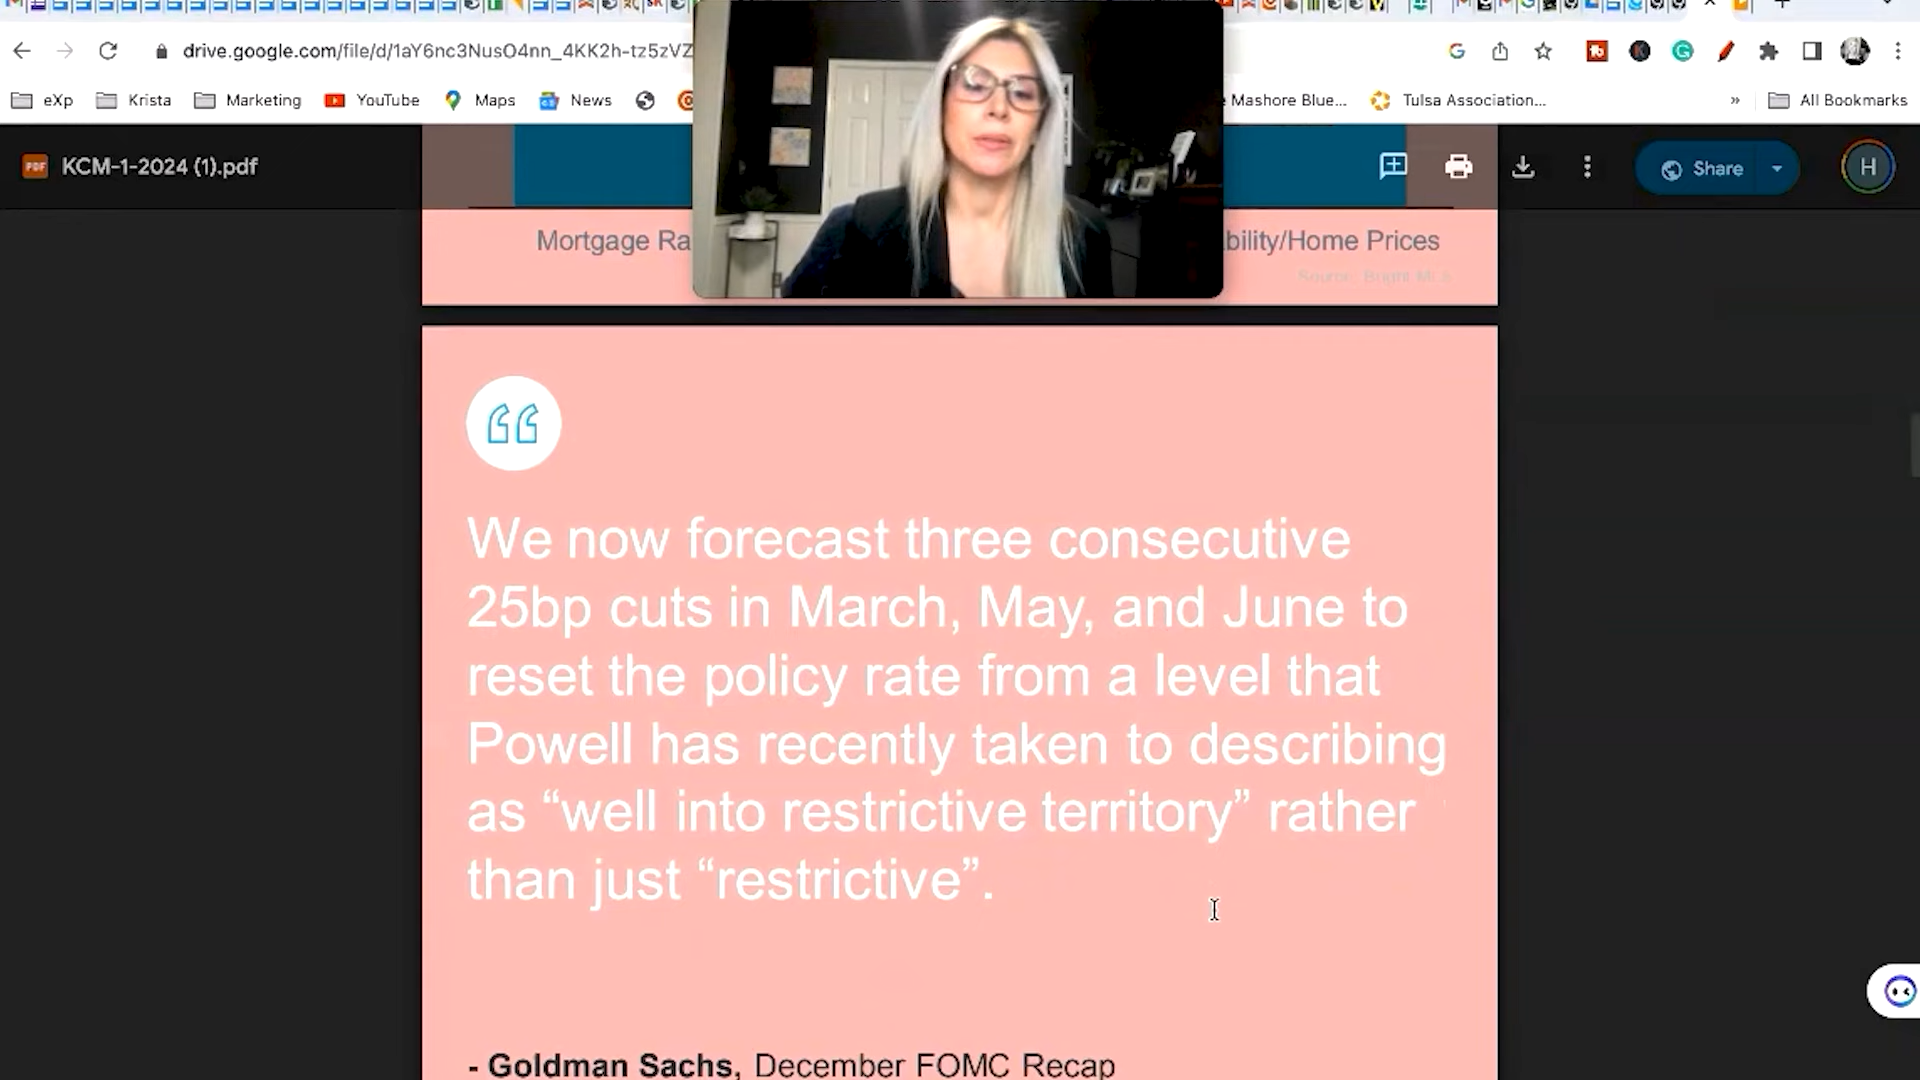 drive.google.com/file/d/1aY6nc3NusO4nn_4KK2h-tz5zVZ
eXp
Krista
Marketing
YouTube
Maps
News
Mashore Blue...
Tulsa Association...
»
All Bookmarks
PDF
KCM-1-2024 (1).pdf
Share
H
Mortgage Ra
bility/Home Prices
We now forecast three consecutive
25bp cuts in March, May, and June to
reset the policy rate from a level that
Powell has recently taken to describing
as “well into restrictive territory” rather
than just “restrictive”.
- Goldman Sachs, December FOMC Recap